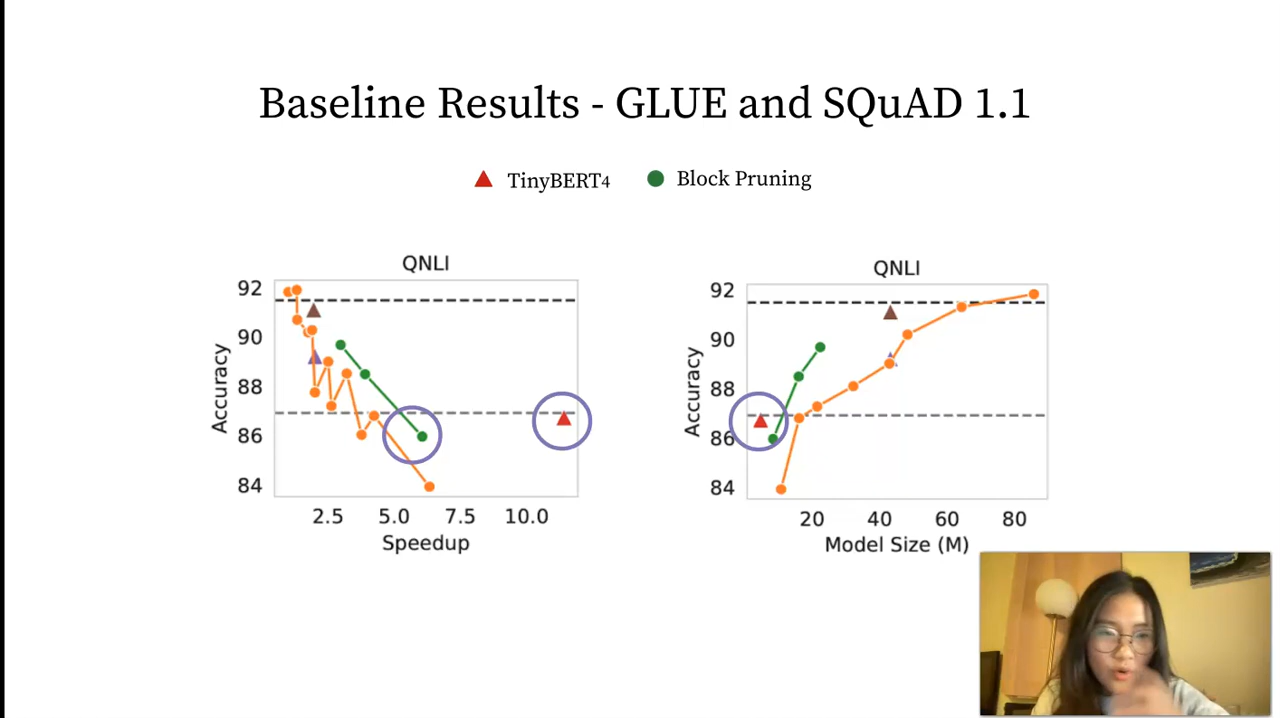 Baseline Results - GLUE and SQuAD 1.1
TinyBERT4
Block Pruning
QNLI
Accuracy
92
90
88
86
84
2.5 5.0 7.5 10.0
Speedup
QNLI
Accuracy
92
90
88
86
84
20 40 60 80
Model Size (M)